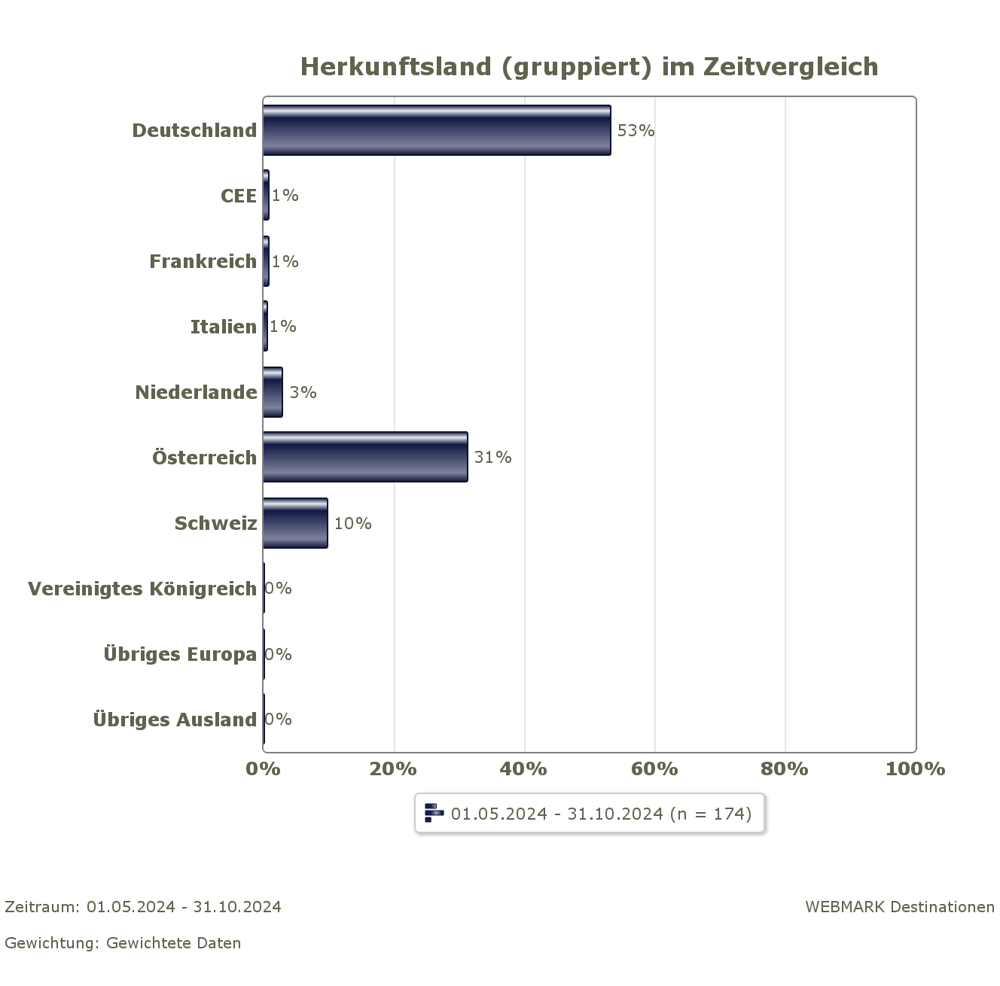 Herkunftsland (gruppiert) im Zeitvergleich
Deutschland 53%
CEE 1%
Frankreich 1%
Italien 1%
Niederlande 3%
Österreich 31%
Schweiz 10%
Vereinigtes Königreich 0%
Übriges Europa 0%
Übriges Ausland 0%
0% 20% 40% 60% 80% 100%
01.05.2024 - 31.10.2024 (n = 174)
Zeitraum: 01.05.2024 - 31.10.2024 WEBMARK Destinationen
Gewichtung: Gewichtete Daten